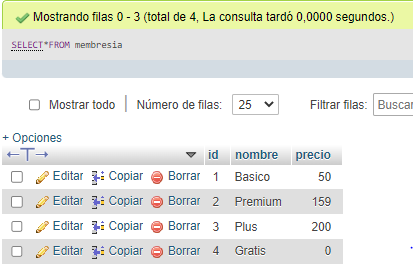 Mostrando filas 0 - 3 (total de 4, La consulta tardó 0,0000 segundos.)
SELECT*FROM membresia
Mostrar todo Número de filas: 25 Filtrar filas: Buscar
+ Opciones
←T→ id nombre precio
Editar Copiar Borrar 1 Basico 50
Editar Copiar Borrar 2 Premium 159
Editar Copiar Borrar 3 Plus 200
Editar Copiar Borrar 4 Gratis 0